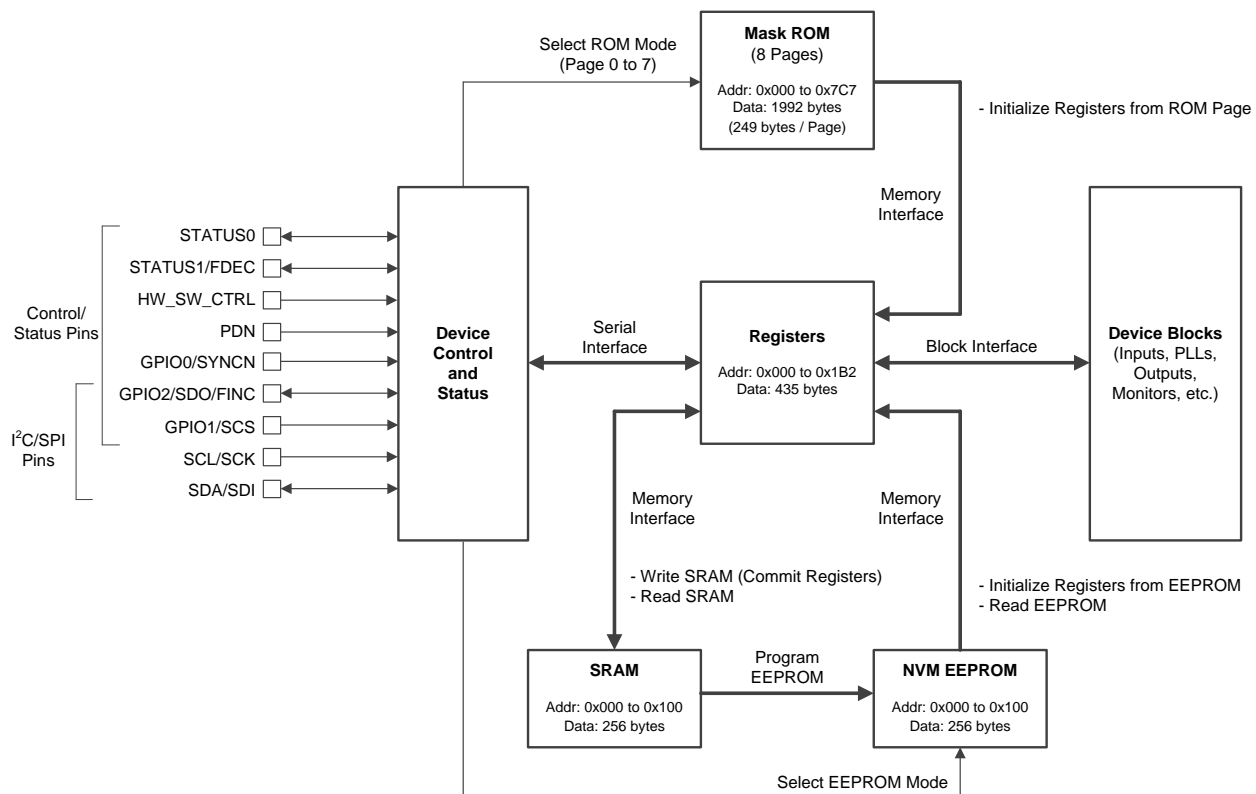 Mask ROM
(8 Pages)
Addr: 0x000 to 0x7C7
Data: 1992 bytes
(249 bytes / Page)
Select ROM Mode
(Page 0 to 7)
- Initialize Registers from ROM Page
Memory
Interface
Control/
Status Pins
I²C/SPI
Pins
STATUS0
STATUS1/FDEC
HW_SW_CTRL
PDN
GPIO0/SYNCN
GPIO2/SDO/FINC
GPIO1/SCS
SCL/SCK
SDA/SDI
Device
Control
and
Status
Serial
Interface
Registers
Addr: 0x000 to 0x1B2
Data: 435 bytes
Block Interface
Device Blocks
(Inputs, PLLs,
Outputs,
Monitors, etc.)
Memory
Interface
Memory
Interface
- Write SRAM (Commit Registers)
- Read SRAM
- Initialize Registers from EEPROM
- Read EEPROM
SRAM
Addr: 0x000 to 0x100
Data: 256 bytes
Program
EEPROM
NVM EEPROM
Addr: 0x000 to 0x100
Data: 256 bytes
Select EEPROM Mode